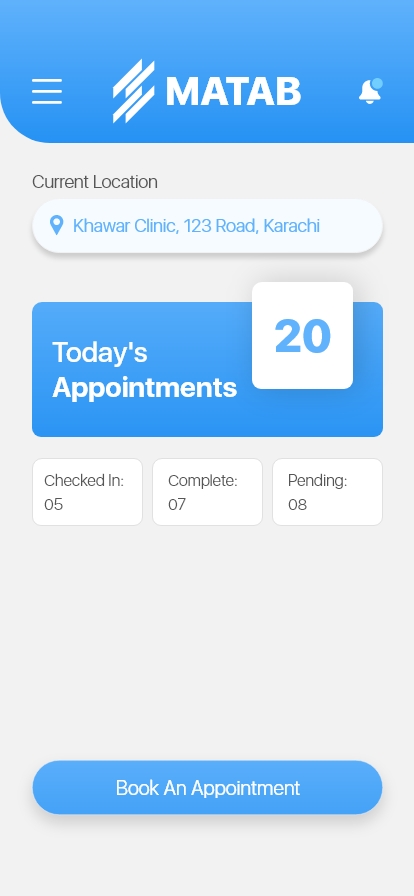 MATAB
Current Location
Khawar Clinic, 123 Road, Karachi
20
Today's
Appointments
Checked In:
05
Complete:
07
Pending:
08
Book An Appointment